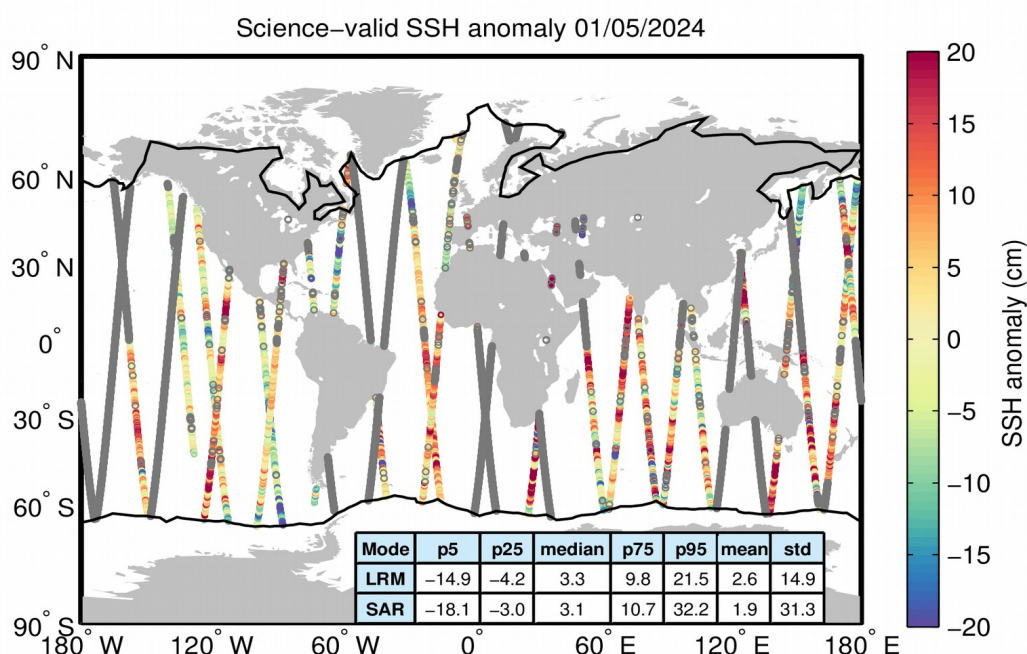 Science−valid SSH anomaly 01/05/2024
90° N
60° N
30° N
0°
30° S
60° S
90° S
180° W
120° W
60° W
0°
60° E
120° E
180° E
Mode p5 p25 median p75 p95 mean std
LRM −14.9 −4.2 3.3 9.8 21.5 2.6 14.9
SAR −18.1 −3.0 3.1 10.7 32.2 1.9 31.3
20
15
10
5
0
−5
−10
−15
−20
SSH anomaly (cm)